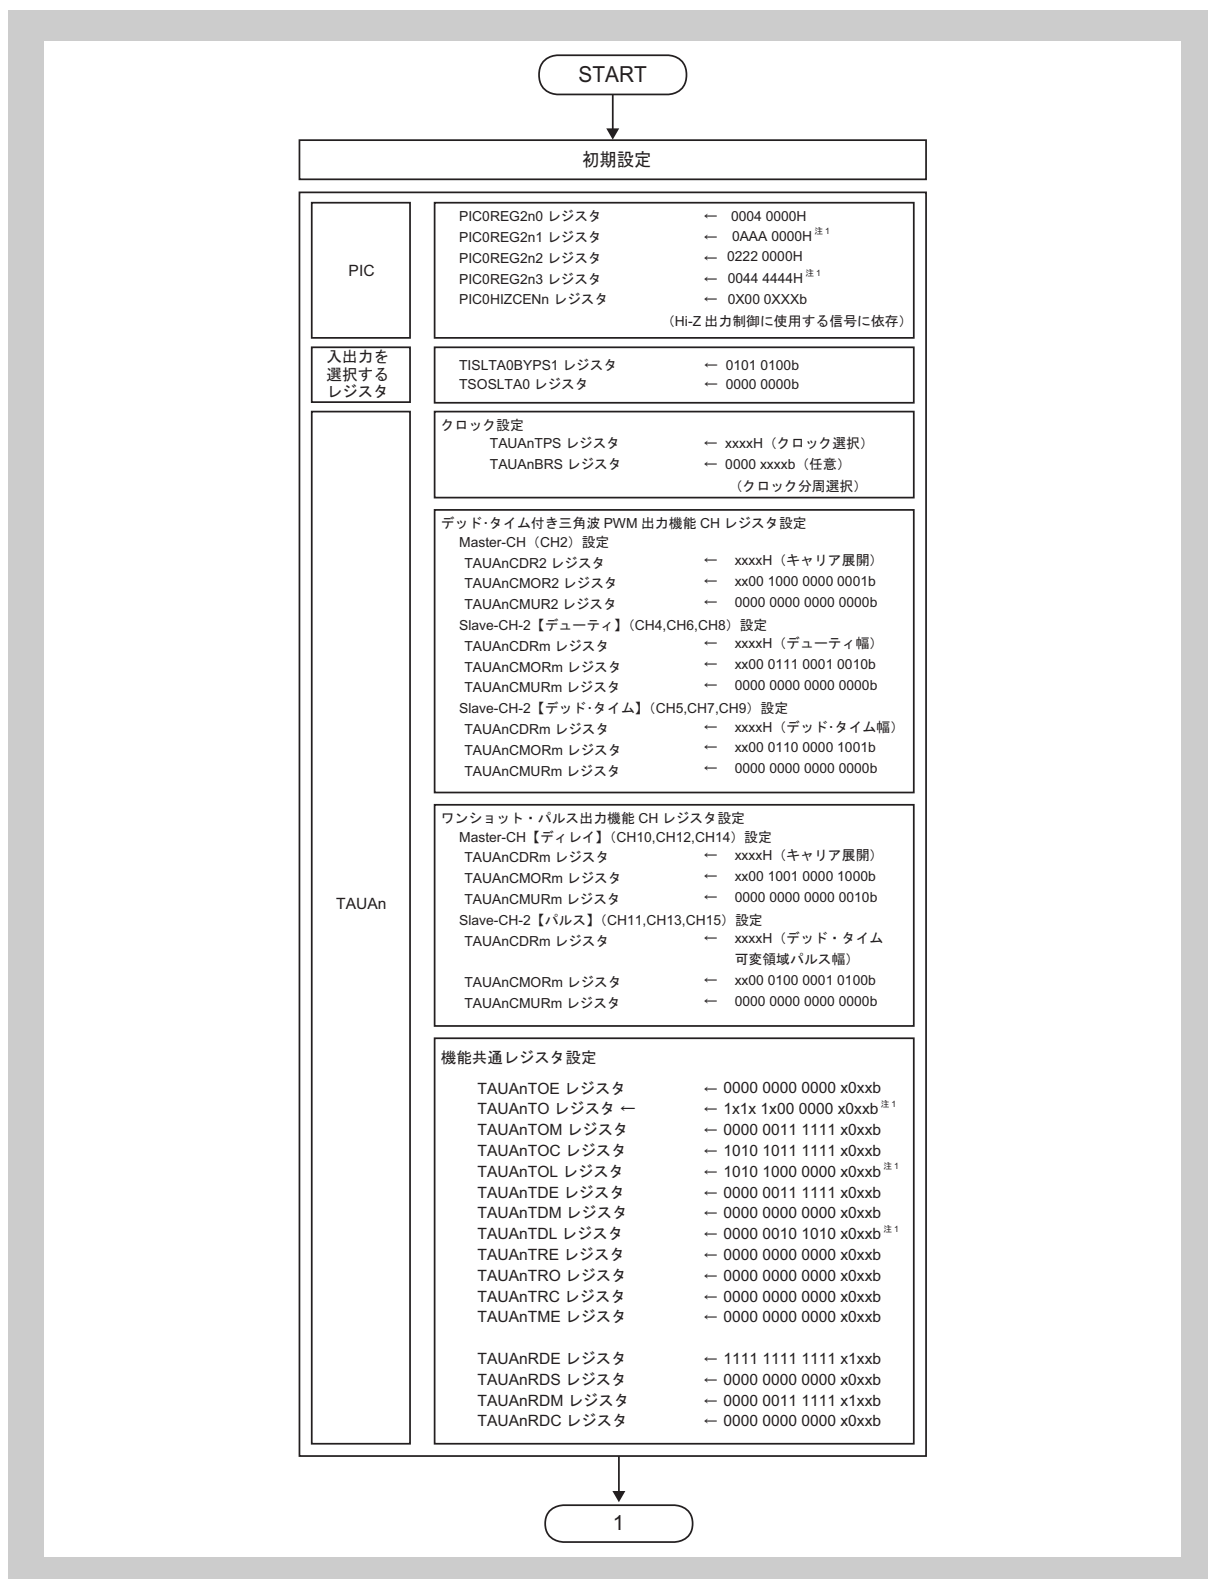 START
初期設定
PIC
PIC0REG2n0 レジスタ ← 0004 0000H
PIC0REG2n1 レジスタ ← 0AAA 0000H 注1
PIC0REG2n2 レジスタ ← 0222 0000H
PIC0REG2n3 レジスタ ← 0044 4444H 注1
PIC0HIZCENn レジスタ ← 0X00 0XXXb
（Hi-Z 出力制御に使用する信号に依存）
入出力を
選択する
レジスタ
TISLTA0BYPS1 レジスタ ← 0101 0100b
TSOSLTA0 レジスタ ← 0000 0000b
TAUAn
クロック設定
TAUAnTPS レジスタ ← xxxxH（クロック選択）
TAUAnBRS レジスタ ← 0000 xxxxb（任意）
（クロック分周選択）
デッド･タイム付き三角波 PWM 出力機能 CH レジスタ設定
Master-CH（CH2）設定
TAUAnCDR2 レジスタ ← xxxxH（キャリア展開）
TAUAnCMOR2 レジスタ ← xx00 1000 0000 0001b
TAUAnCMUR2 レジスタ ← 0000 0000 0000 0000b
Slave-CH-2【デューティ】（CH4,CH6,CH8）設定
TAUAnCDRm レジスタ ← xxxxH（デューティ幅）
TAUAnCMORm レジスタ ← xx00 0111 0001 0010b
TAUAnCMURm レジスタ ← 0000 0000 0000 0000b
Slave-CH-2【デッド･タイム】（CH5,CH7,CH9）設定
TAUAnCDRm レジスタ ← xxxxH（デッド･タイム幅）
TAUAnCMORm レジスタ ← xx00 0110 0000 1001b
TAUAnCMURm レジスタ ← 0000 0000 0000 0000b
ワンショット・パルス出力機能 CH レジスタ設定
Master-CH【ディレイ】（CH10,CH12,CH14）設定
TAUAnCDRm レジスタ ← xxxxH（キャリア展開）
TAUAnCMORm レジスタ ← xx00 1001 0000 1000b
TAUAnCMURm レジスタ ← 0000 0000 0000 0010b
Slave-CH-2【パルス】（CH11,CH13,CH15）設定
TAUAnCDRm レジスタ ← xxxxH（デッド・タイム
可変領域パルス幅）
TAUAnCMORm レジスタ ← xx00 0100 0001 0100b
TAUAnCMURm レジスタ ← 0000 0000 0000 0000b
機能共通レジスタ設定
TAUAnTOE レジスタ ← 0000 0000 0000 x0xxb
TAUAnTO レジスタ ← ← 1x1x 1x00 0000 x0xxb 注1
TAUAnTOM レジスタ ← 0000 0011 1111 x0xxb
TAUAnTOC レジスタ ← 1010 1011 1111 x0xxb
TAUAnTOL レジスタ ← 1010 1000 0000 x0xxb 注1
TAUAnTDE レジスタ ← 0000 0011 1111 x0xxb
TAUAnTDM レジスタ ← 0000 0000 0000 x0xxb
TAUAnTDL レジスタ ← 0000 0010 1010 x0xxb 注1
TAUAnTRE レジスタ ← 0000 0000 0000 x0xxb
TAUAnTRO レジスタ ← 0000 0000 0000 x0xxb
TAUAnTRC レジスタ ← 0000 0000 0000 x0xxb
TAUAnTME レジスタ ← 0000 0000 0000 x0xxb
TAUAnRDE レジスタ ← 1111 1111 1111 x1xxb
TAUAnRDS レジスタ ← 0000 0000 0000 x0xxb
TAUAnRDM レジスタ ← 0000 0011 1111 x1xxb
TAUAnRDC レジスタ ← 0000 0000 0000 x0xxb
1